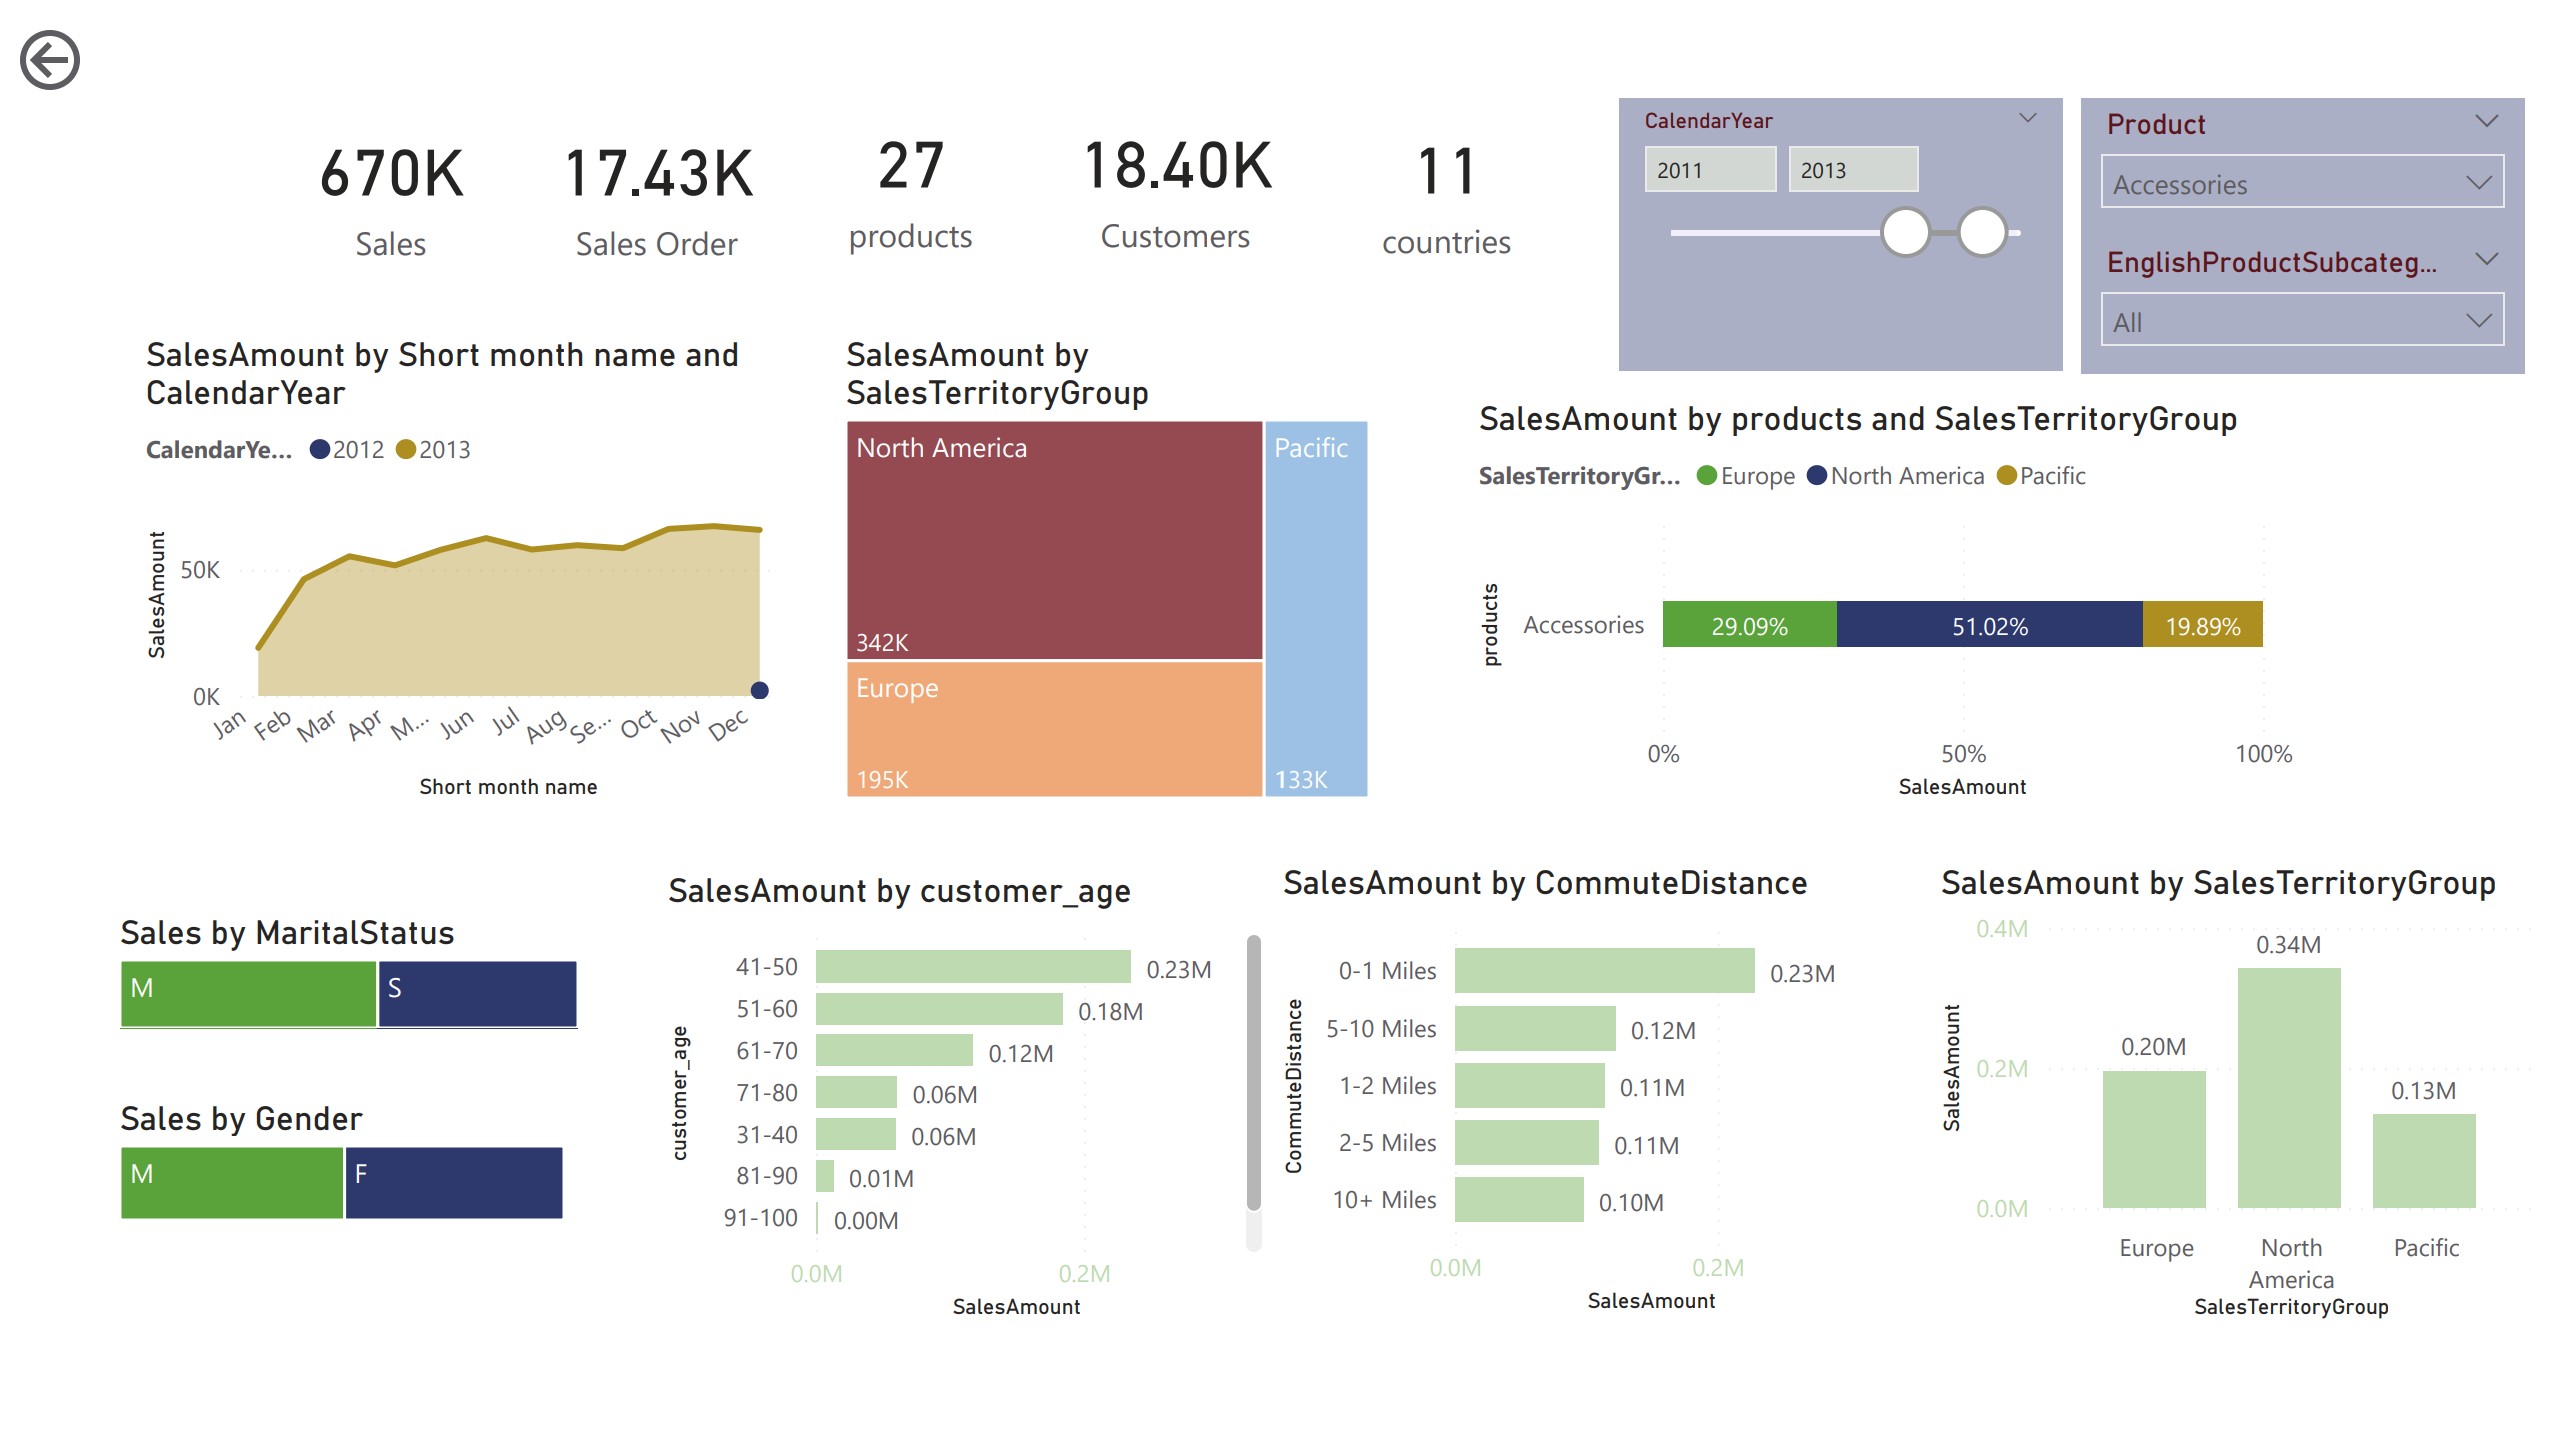 670K
Sales
17.43K
Sales Order
27
products
18.40K
Customers
11
countries
CalendarYear
2011
2013
Product
Accessories
EnglishProductSubcateg...
All
SalesAmount by Short month name and
CalendarYear
CalendarYe...
2012
2013
SalesAmount
50K
0K
Jan
Feb
Mar
Apr
M...
Jun
Jul
Aug
Se...
Oct
Nov
Dec
Short month name
SalesAmount by
SalesTerritoryGroup
North America
342K
Europe
195K
Pacific
133K
SalesAmount by products and SalesTerritoryGroup
SalesTerritoryGr...
Europe
North America
Pacific
products
Accessories
29.09%
51.02%
19.89%
0%
50%
100%
SalesAmount
Sales by MaritalStatus
M
S
Sales by Gender
M
F
SalesAmount by customer_age
customer_age
41-50
0.23M
51-60
0.18M
61-70
0.12M
71-80
0.06M
31-40
0.06M
81-90
0.01M
91-100
0.00M
0.0M
0.2M
SalesAmount
SalesAmount by CommuteDistance
CommuteDistance
0-1 Miles
0.23M
5-10 Miles
0.12M
1-2 Miles
0.11M
2-5 Miles
0.11M
10+ Miles
0.10M
0.0M
0.2M
SalesAmount
SalesAmount by SalesTerritoryGroup
SalesAmount
0.4M
0.2M
0.0M
0.20M
0.34M
0.13M
Europe
North
America
Pacific
SalesTerritoryGroup